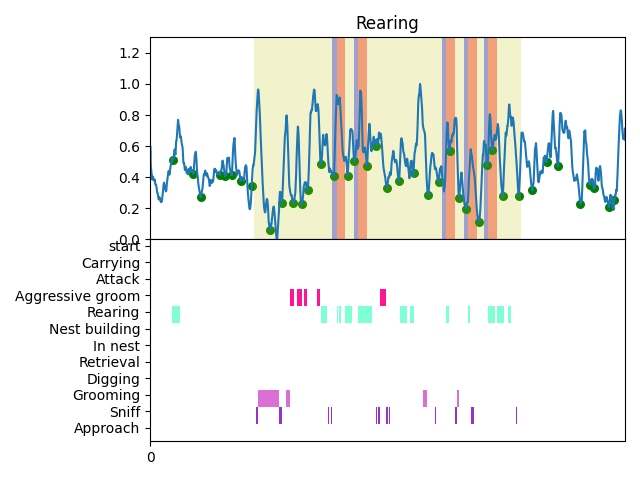 Rearing
1.2
1.0
0.8
0.6
0.4
0.2
0.0
start
Carrying
Attack
Aggressive groom
Rearing
Nest building
In nest
Retrieval
Digging
Grooming
Sniff
Approach
0